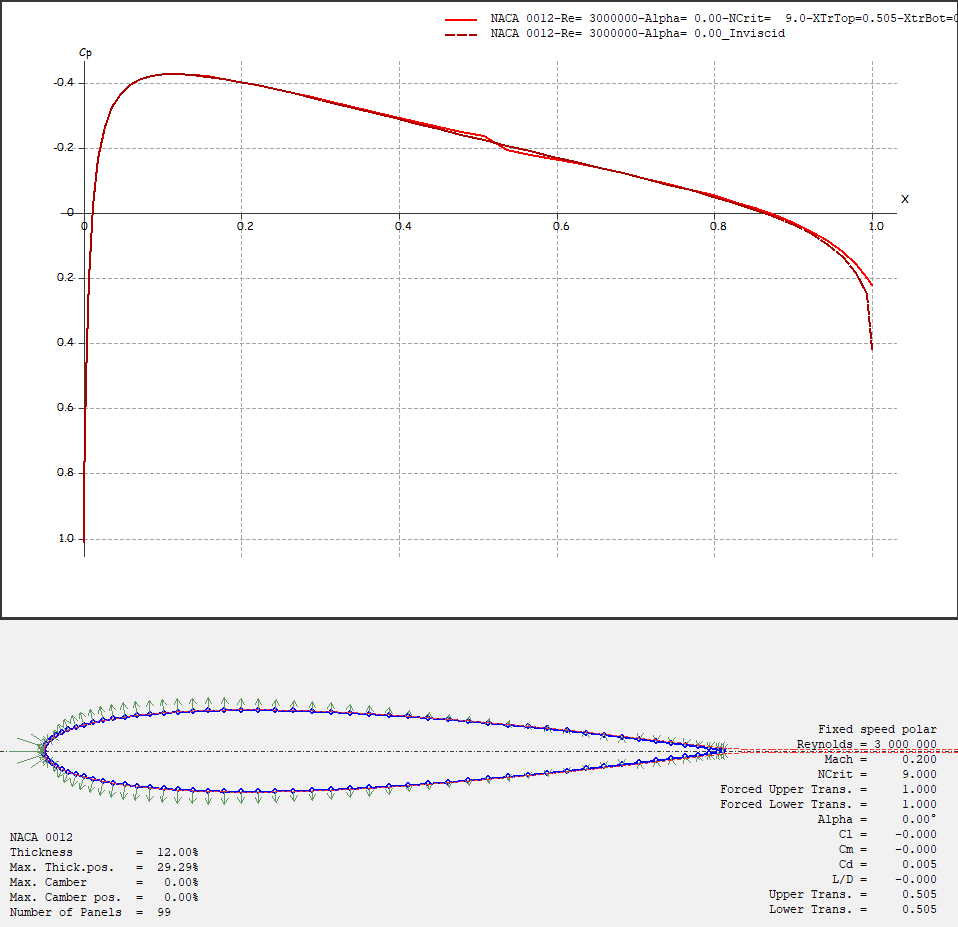 NACA 0012-Re= 3000000-Alpha= 0.00-NCrit= 9.0-XTrTop=0.505-XtrBot=0
NACA 0012-Re= 3000000-Alpha= 0.00_Inviscid
Cp
-0.4
-0.2
0
X
0 0.2 0.4 0.6 0.8 1.0
0.2
0.4
0.6
0.8
1.0
Fixed speed polar
Reynolds = 3 000 000
Mach = 0.200
NCrit = 9.000
Forced Upper Trans. = 1.000
Forced Lower Trans. = 1.000
Alpha = 0.00°
Cl = -0.000
Cm = -0.000
Cd = 0.005
L/D = -0.000
Upper Trans. = 0.505
Lower Trans. = 0.505
NACA 0012
Thickness = 12.00%
Max. Thick.pos. = 29.29%
Max. Camber = 0.00%
Max. Camber pos. = 0.00%
Number of Panels = 99